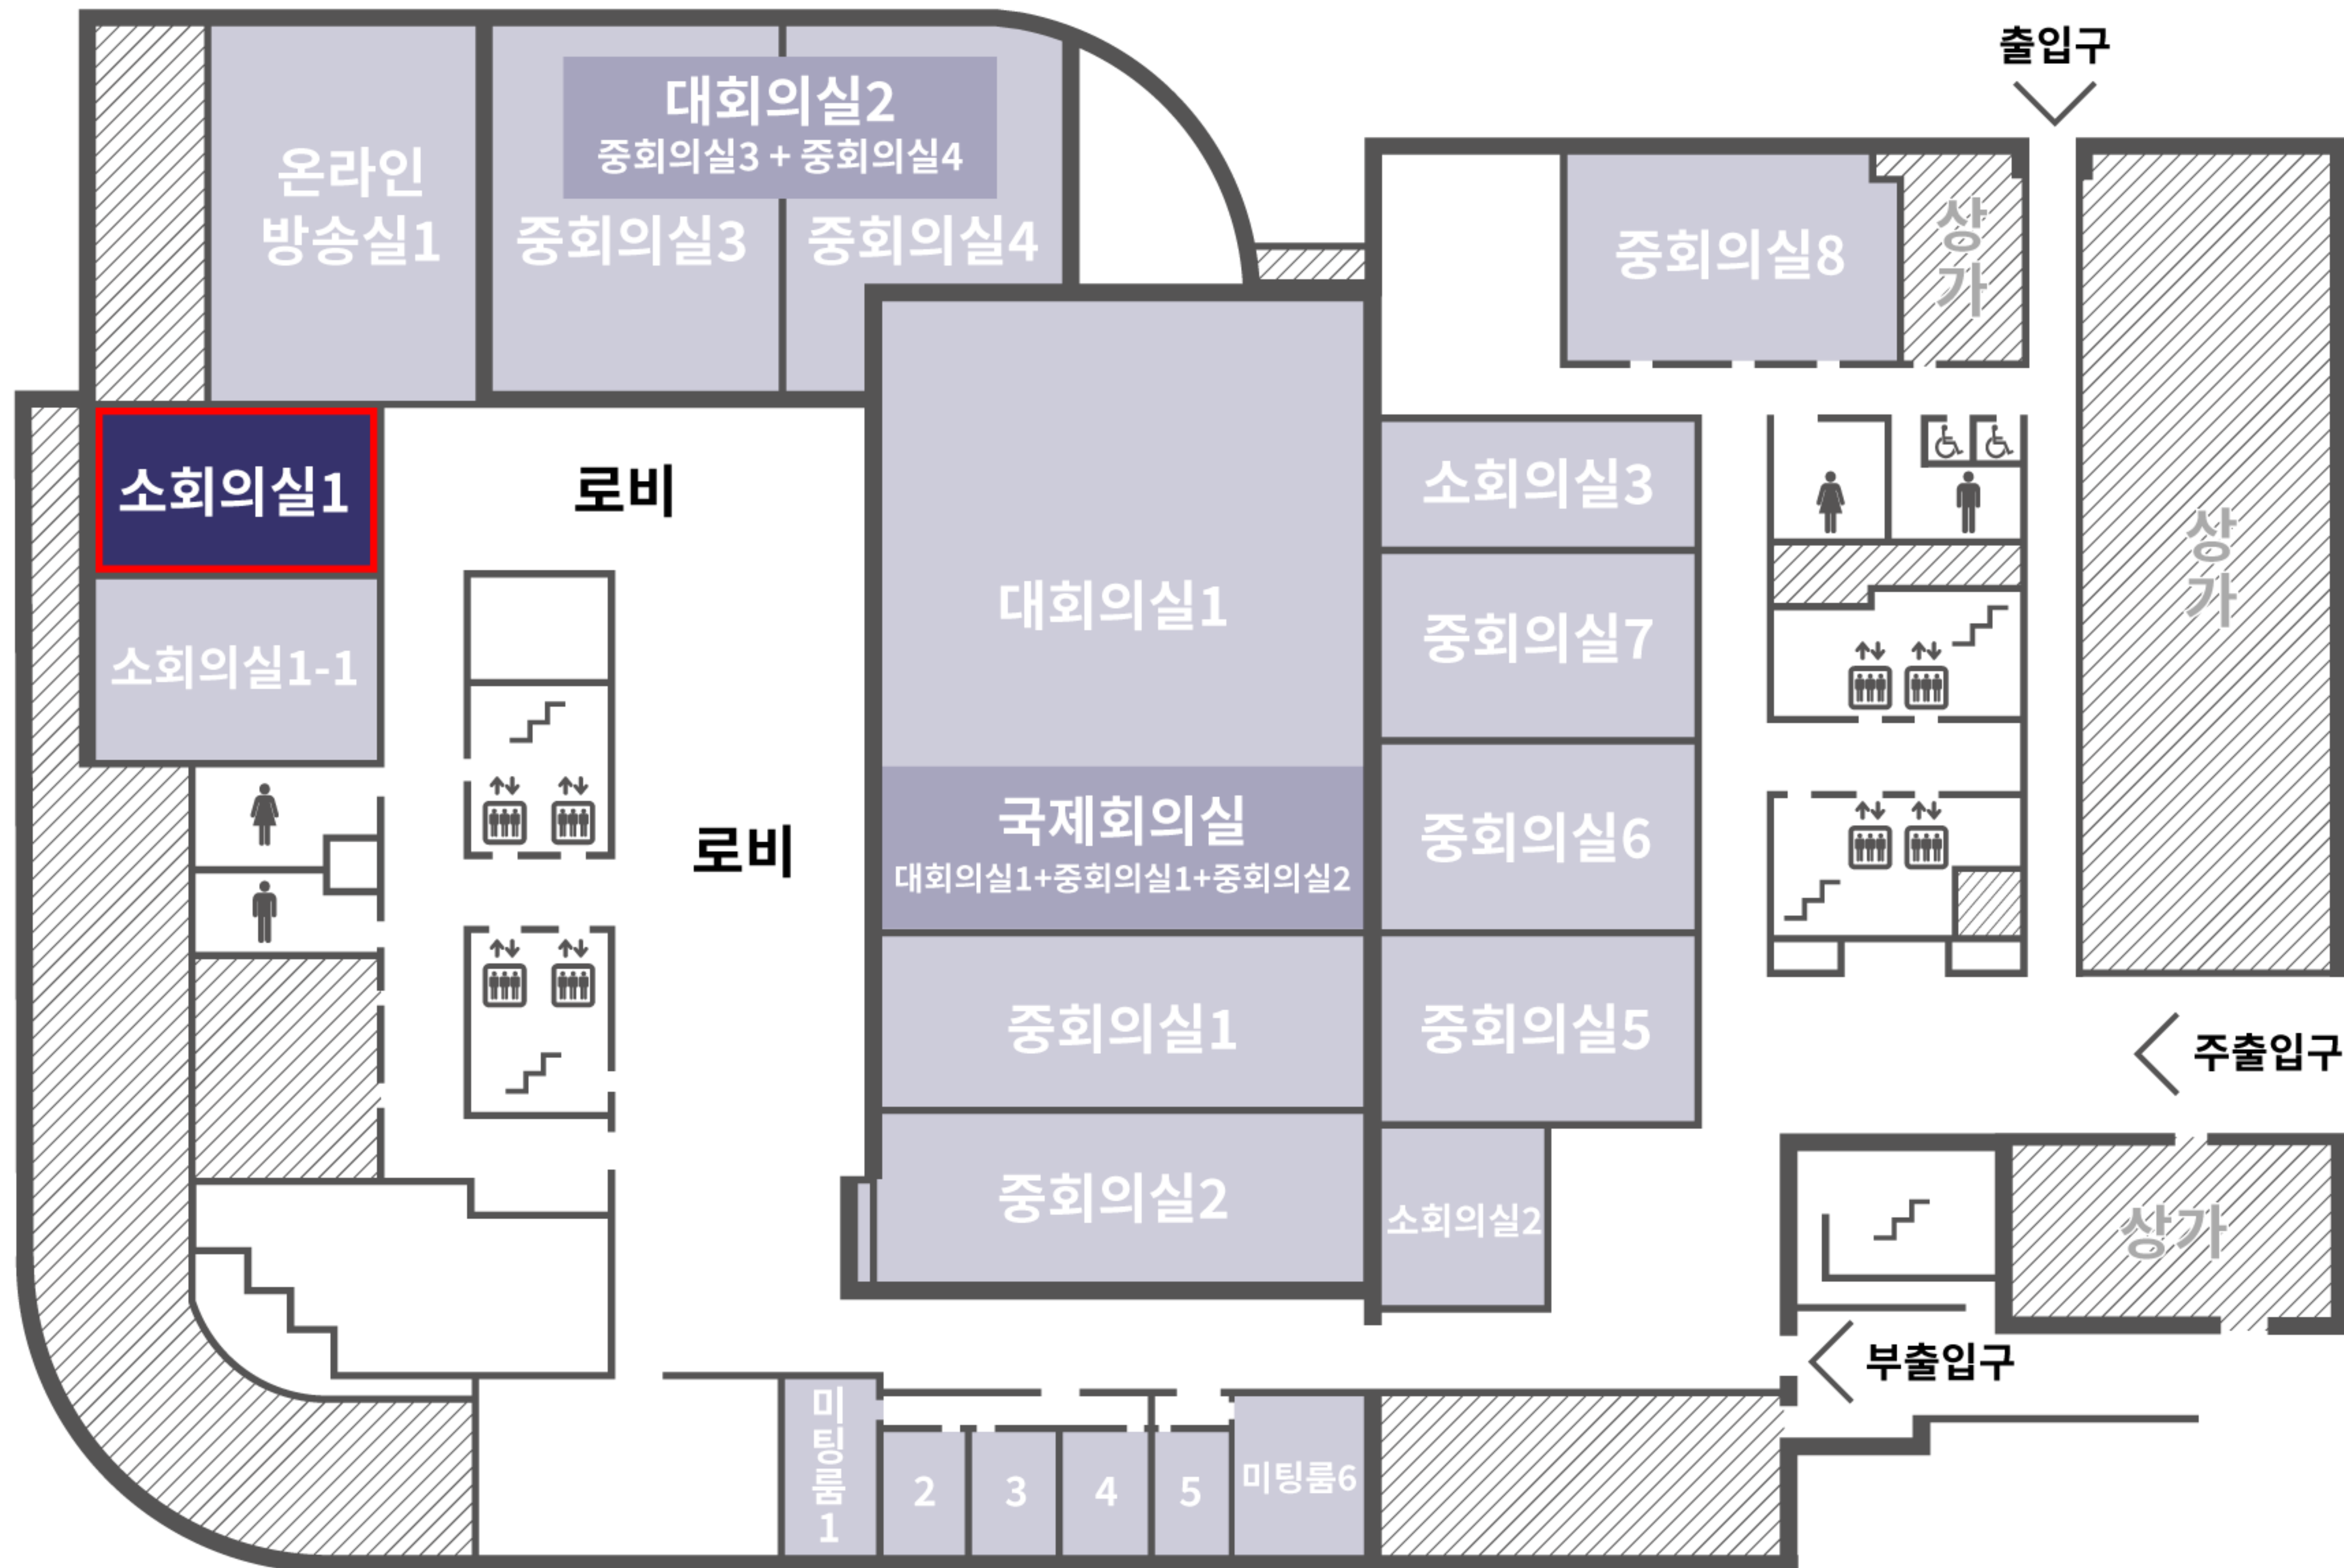 출입구
대회의실2
중회의실3 + 중회의실4
온라인
방송실1
중회의실3
중회의실4
중회의실8
상
가
소회의실1
로비
소회의실3
상
가
대회의실1
중회의실7
소회의실1-1
국제회의실
대회의실1+중회의실1+중회의실2
중회의실6
로비
중회의실1
중회의실5
주출입구
중회의실2
소회의실2
상가
부출입구
미
팅
룸
1
2
3
4
5
미팅룸6